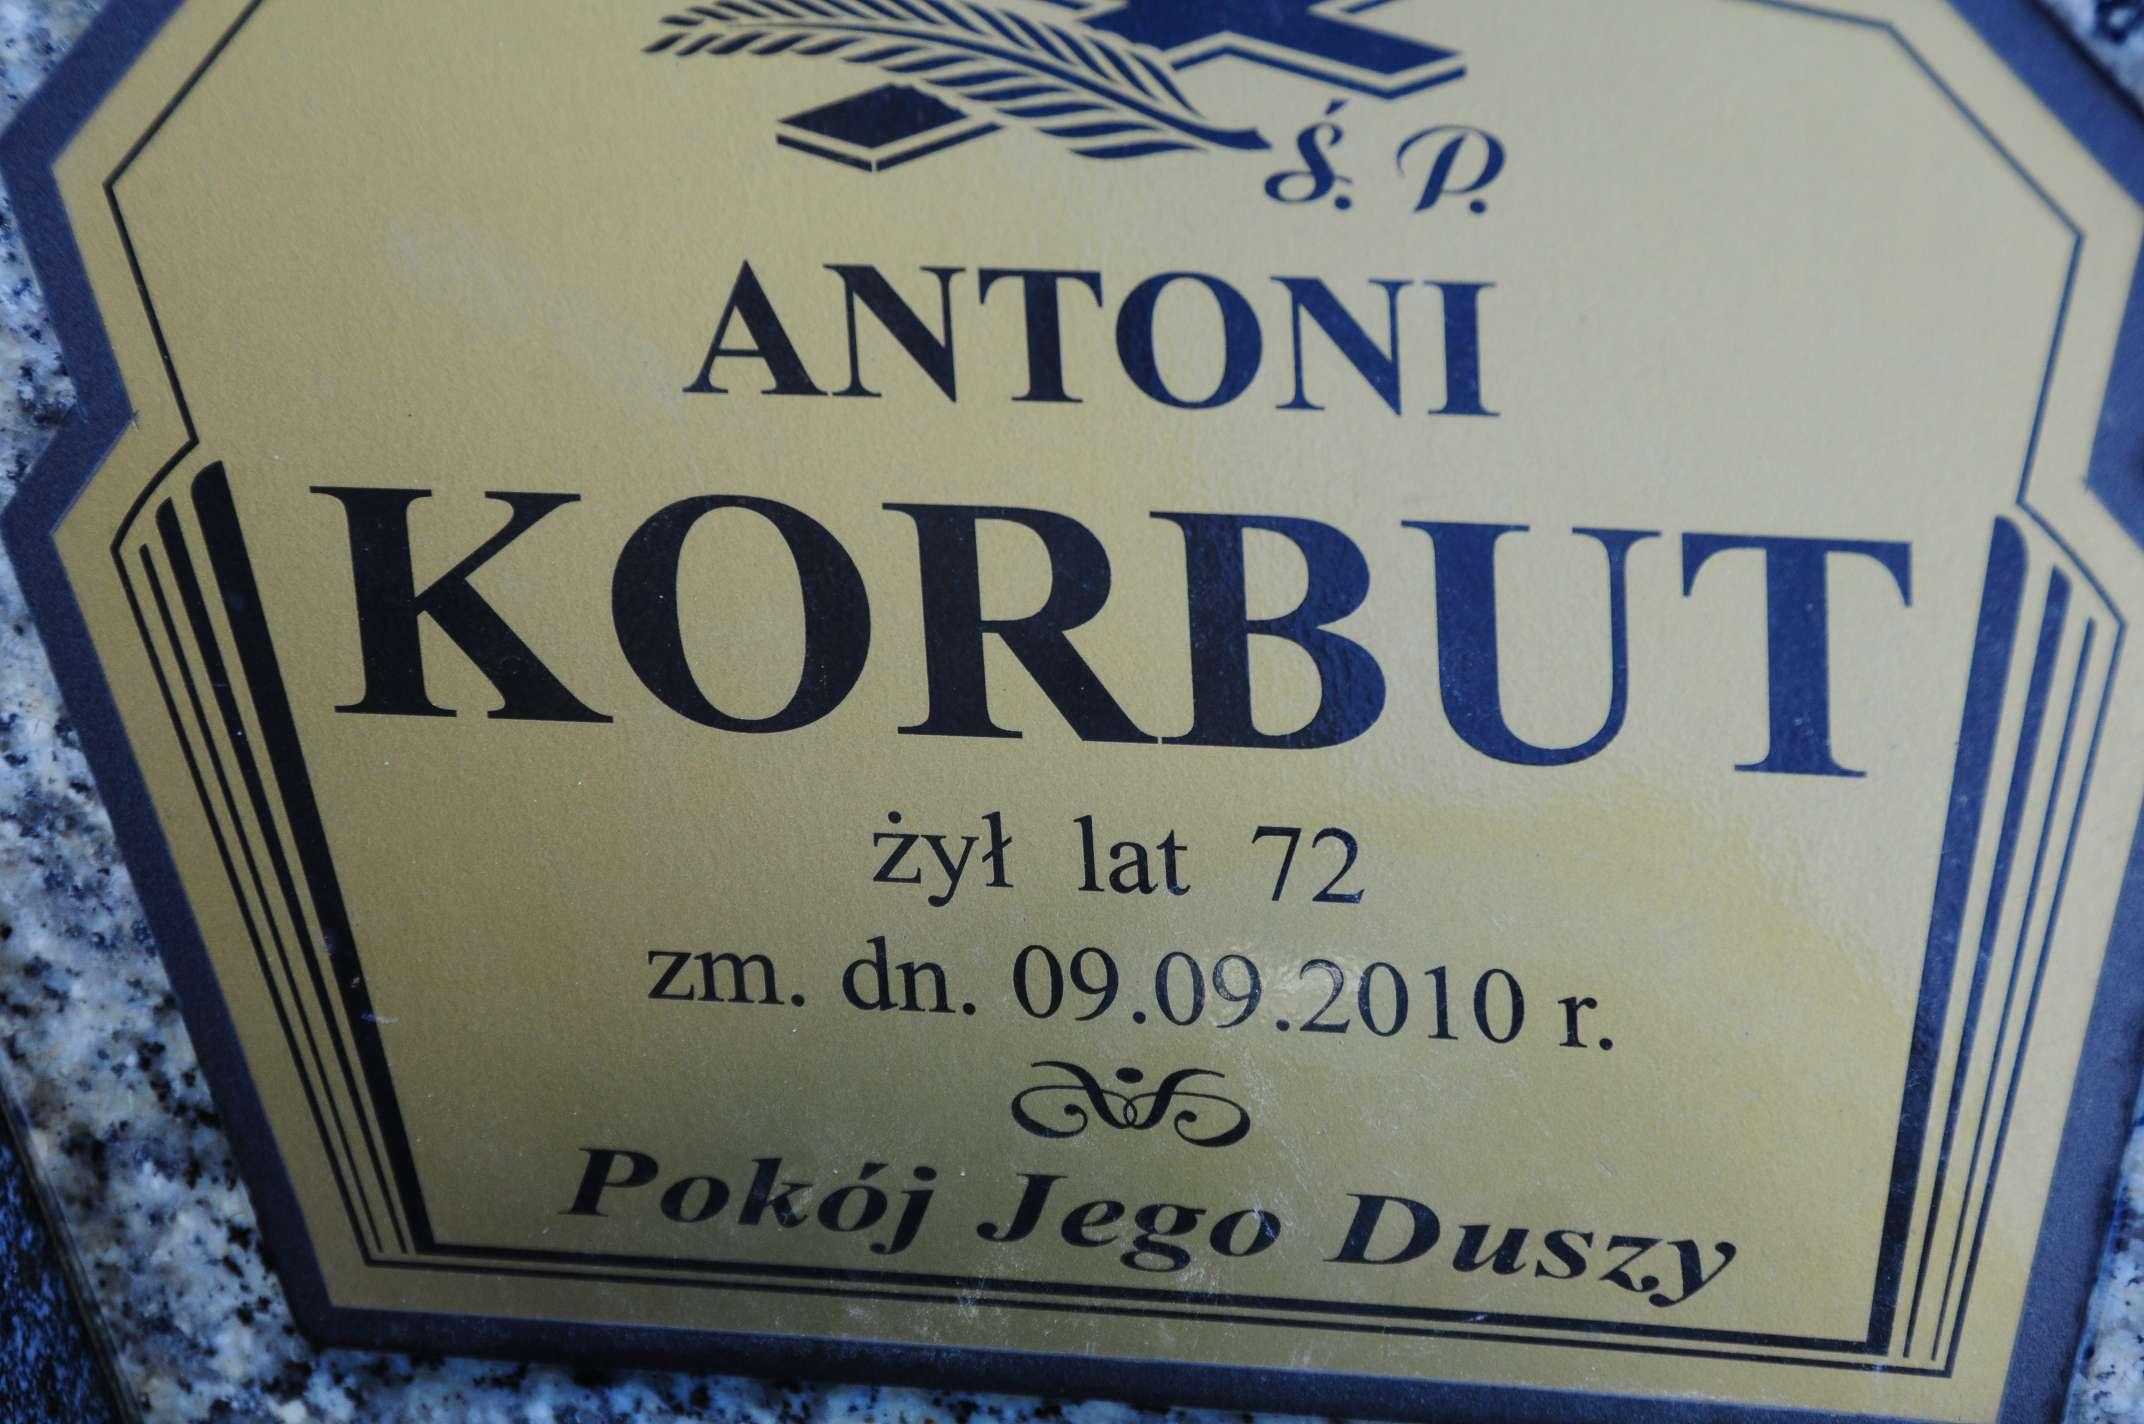 Ś. P.
ANTONI
KORBUT
żył lat 72
zm. dn. 09.09.2010 r.
Pokój Jego Duszy